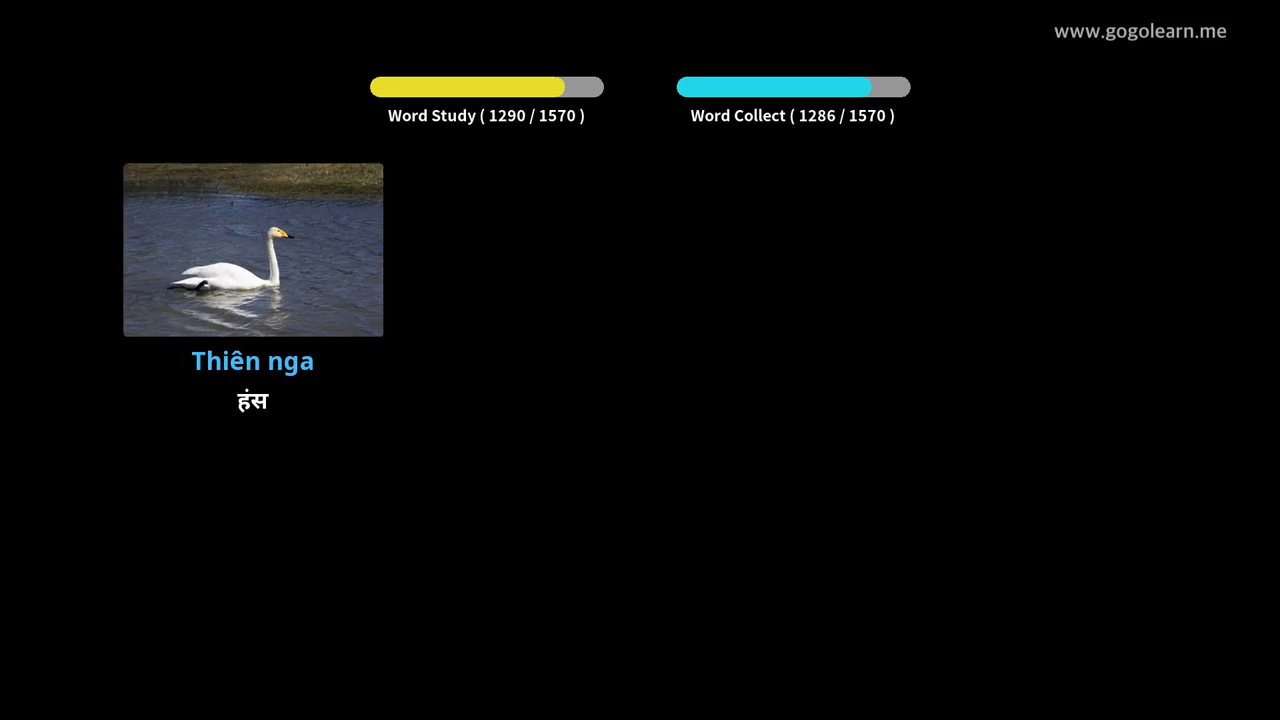 www.gogolearn.me
Word Study ( 1290 / 1570 )
Word Collect ( 1286 / 1570 )
Thiên nga
हंस